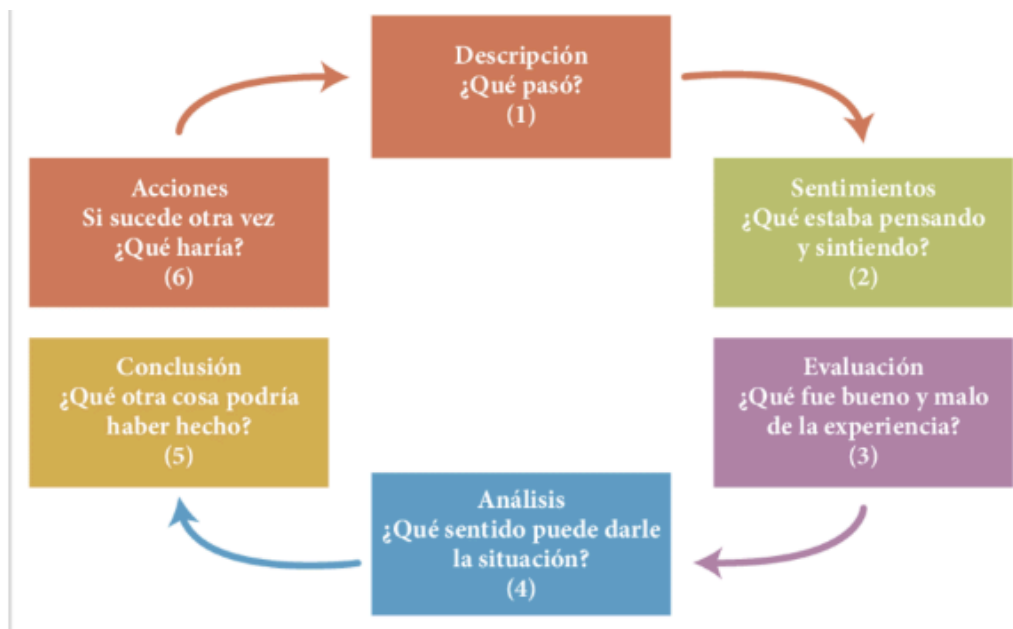 Descripción
¿Qué pasó?
(1)
Sentimientos
¿Qué estaba pensando
y sintiendo?
(2)
Evaluación
¿Qué fue bueno y malo
de la experiencia?
(3)
Análisis
¿Qué sentido puede darle
la situación?
(4)
Conclusión
¿Qué otra cosa podría
haber hecho?
(5)
Acciones
Si sucede otra vez
¿Qué haría?
(6)